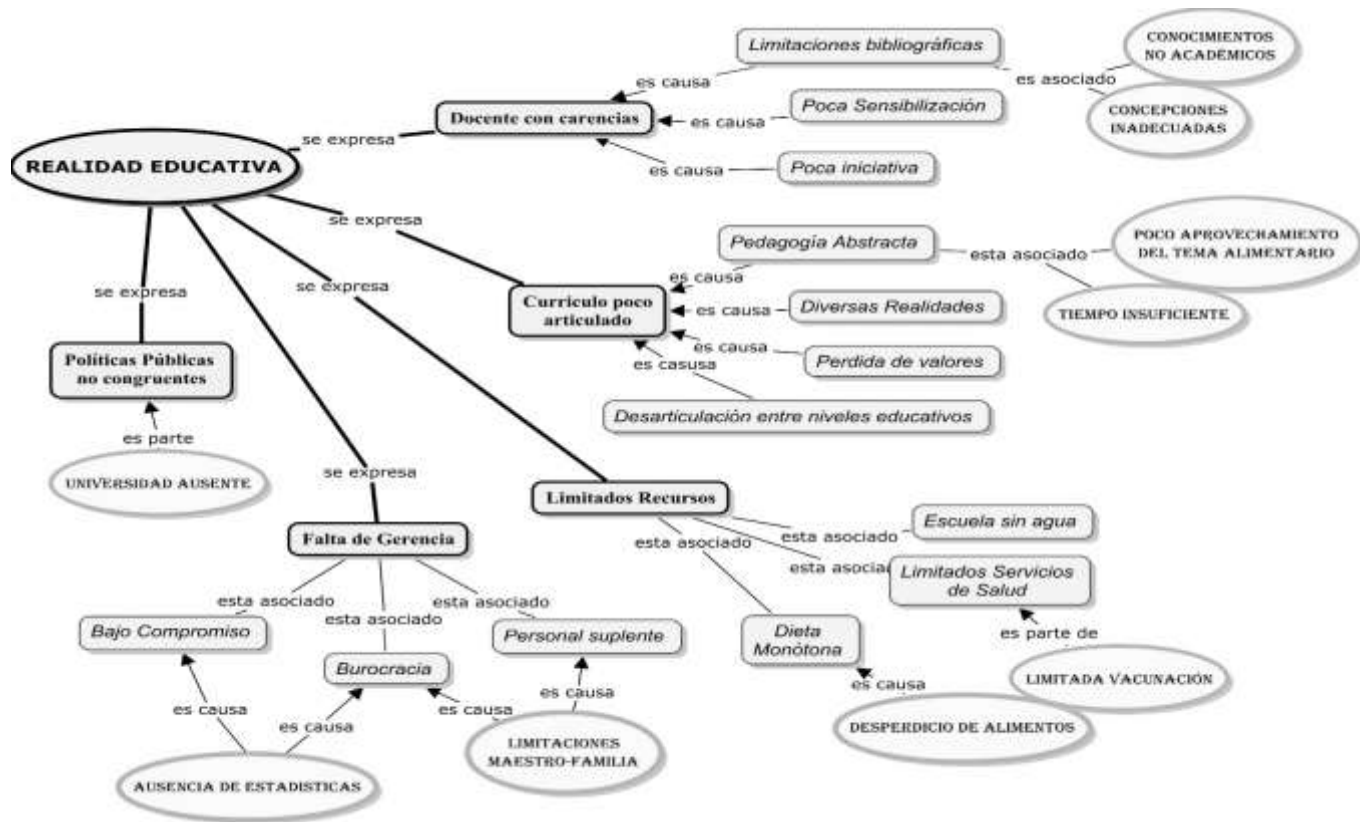 Limitaciones bibliográficas
CONOCIMIENTOS
NO ACADÉMICOS
es causa
es asociado
Docente con carencias
es causa
Poca Sensibilización
CONCEPCIONES
INADECUADAS
se expresa
REALIDAD EDUCATIVA
es causa
Poca iniciativa
se expresa
Pedagogía Abstracta
esta asociado
POCO APROVECHAMIENTO
DEL TEMA ALIMENTARIO
es causa
se expresa
se expresa
Curriculo poco
articulado
es causa
Diversas Realidades
TIEMPO INSUFICIENTE
es causa
Perdida de valores
es casusa
Políticas Públicas
no congruentes
Desarticulación entre niveles educativos
es parte
UNIVERSIDAD AUSENTE
se expresa
Limitados Recursos
Falta de Gerencia
esta asociado
Escuela sin agua
esta asociado
esta asociad
Limitados Servicios
de Salud
esta asociado
esta asociado
esta asociado
Bajo Compromiso
Personal suplente
Dieta
Monótona
es parte de
Burocracia
LIMITADA VACUNACIÓN
es causa
es causa
es causa
es causa
es causa
DESPERDICIO DE ALIMENTOS
LIMITACIONES
MAESTRO-FAMILIA
AUSENCIA DE ESTADISTICAS